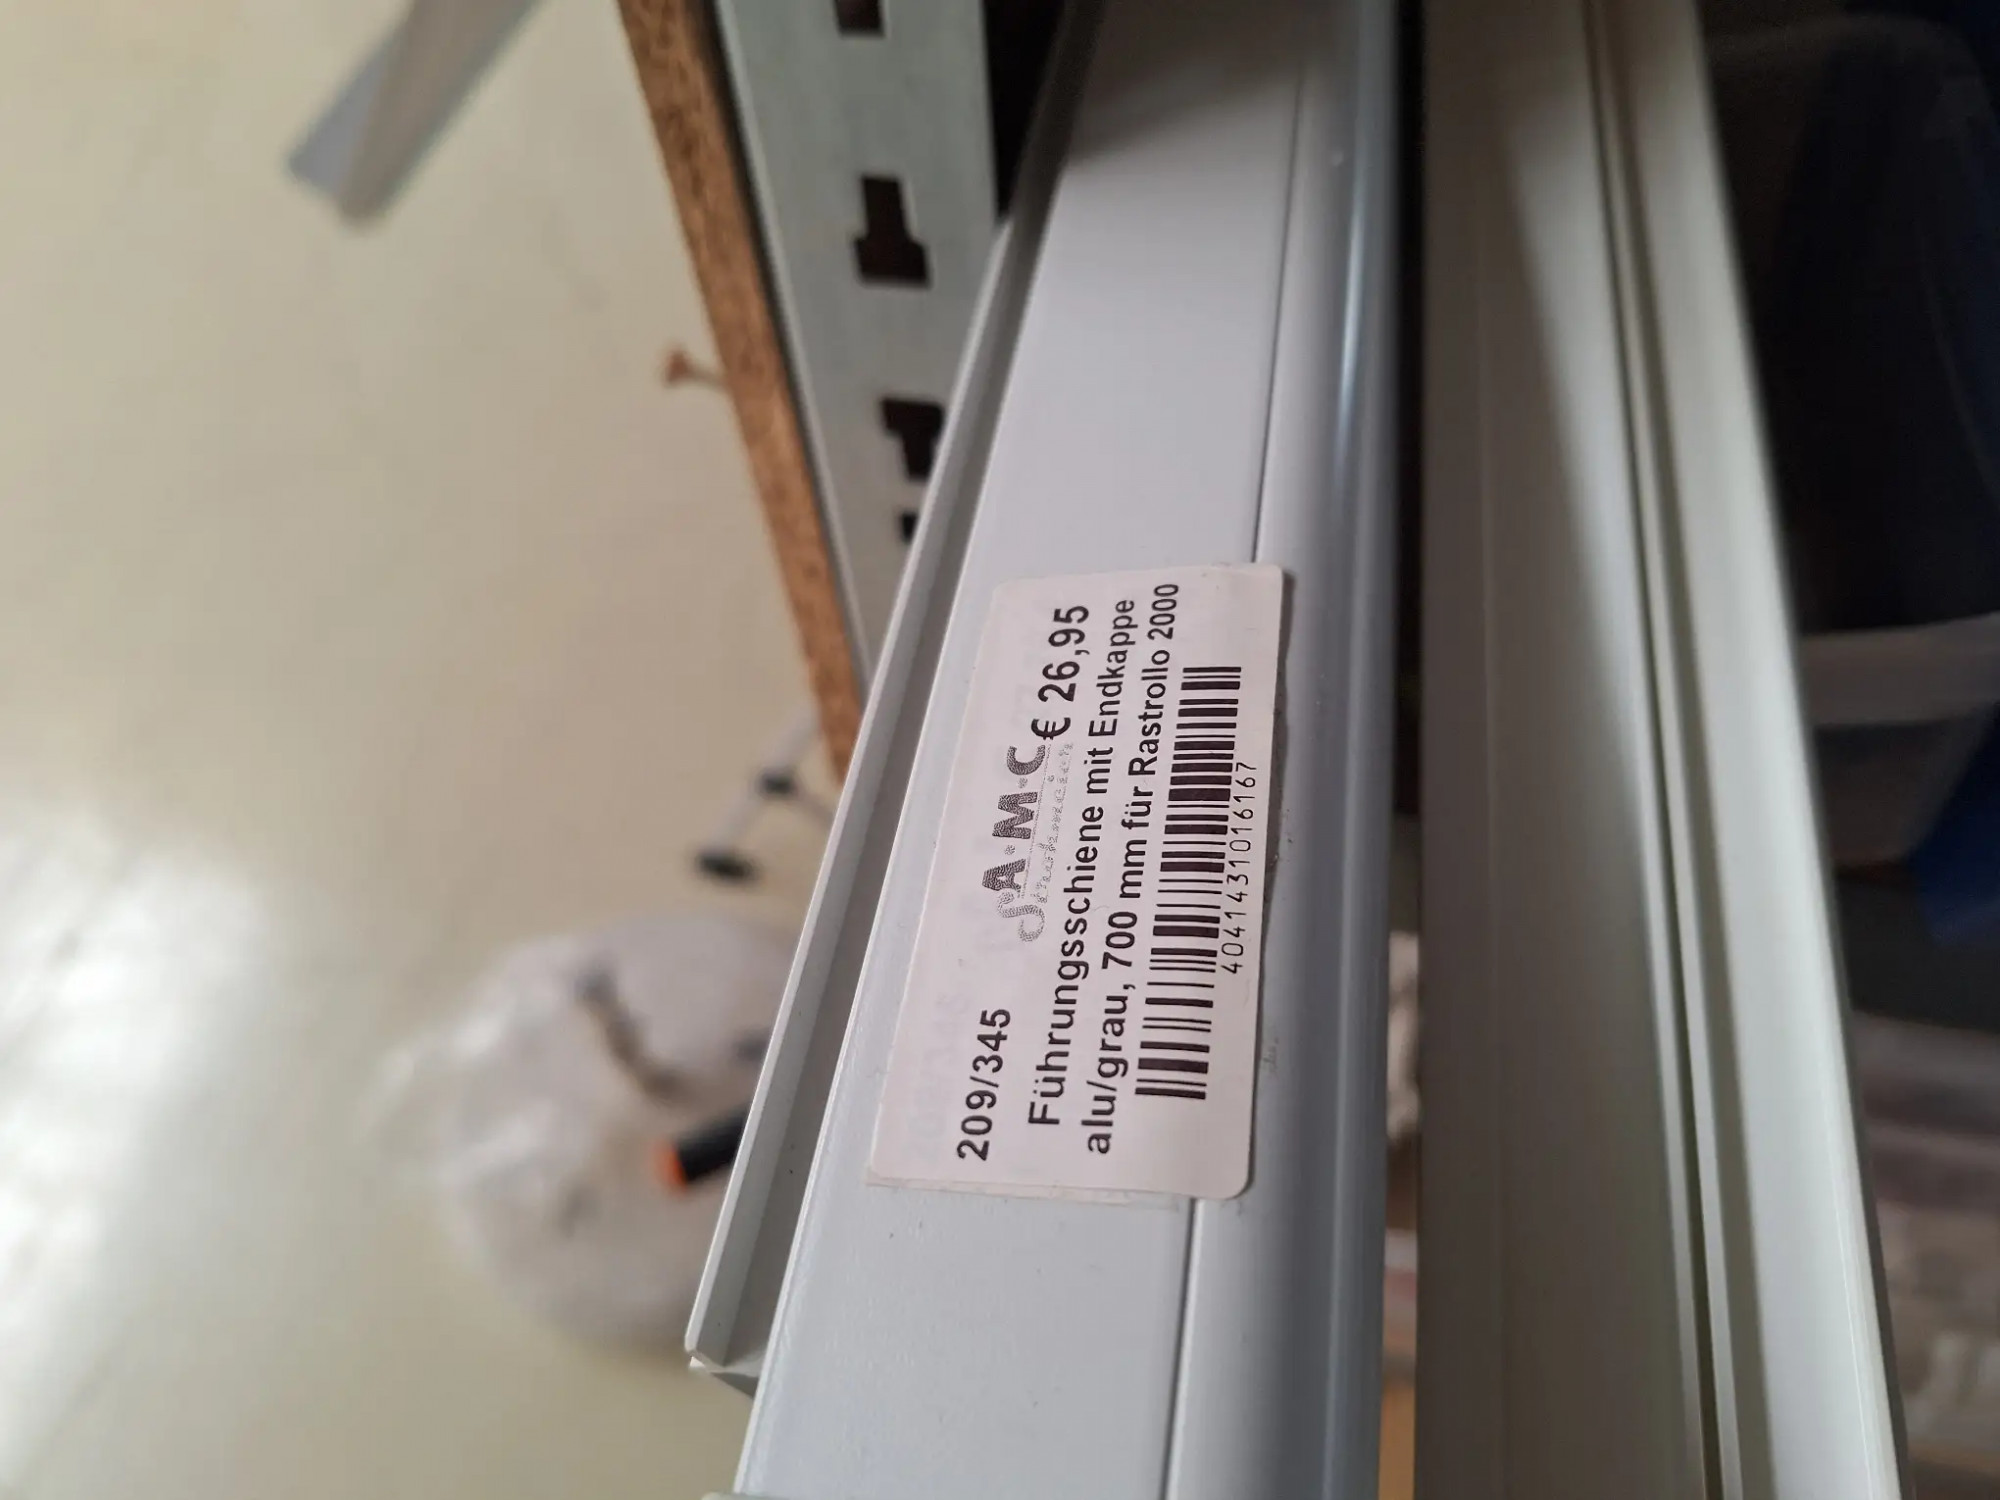 209/345
A·M·C € 26,95
Führungsschiene mit Endkappe
alu/grau, 700 mm für Rastrollo 2000
4041431016167